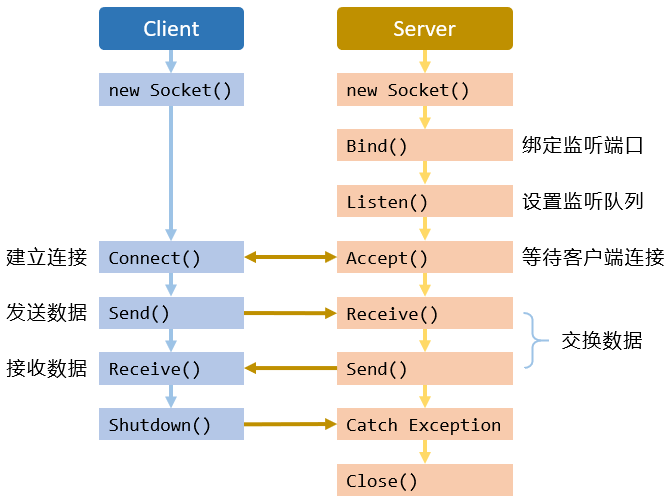 Client
Server
new Socket()
new Socket()
Bind()
绑定监听端口
Listen()
设置监听队列
建立连接
Connect()
Accept()
等待客户端连接
发送数据
Send()
Receive()
交换数据
接收数据
Receive()
Send()
Shutdown()
Catch Exception
Close()